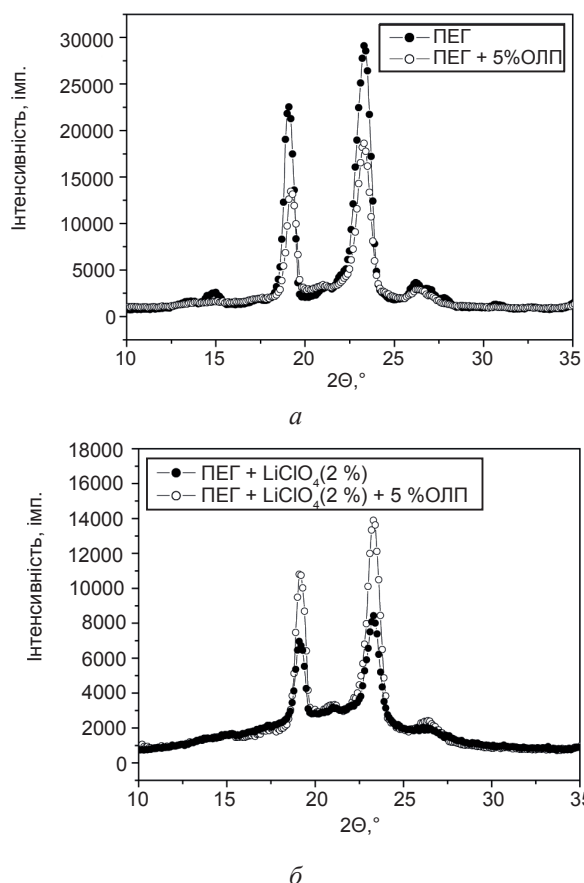 30000
25000
20000
15000
10000
5000
0
Інтенсивність, імп.
ПЕГ
ПЕГ + 5%ОЛП
10 15 20 25 30 35
2Θ,°
а
18000
16000
14000
12000
10000
8000
6000
4000
2000
0
Інтенсивність, імп.
ПЕГ + LiClO₄(2 %)
ПЕГ + LiClO₄(2 %) + 5 %ОЛП
10 15 20 25 30 35
2Θ,°
б